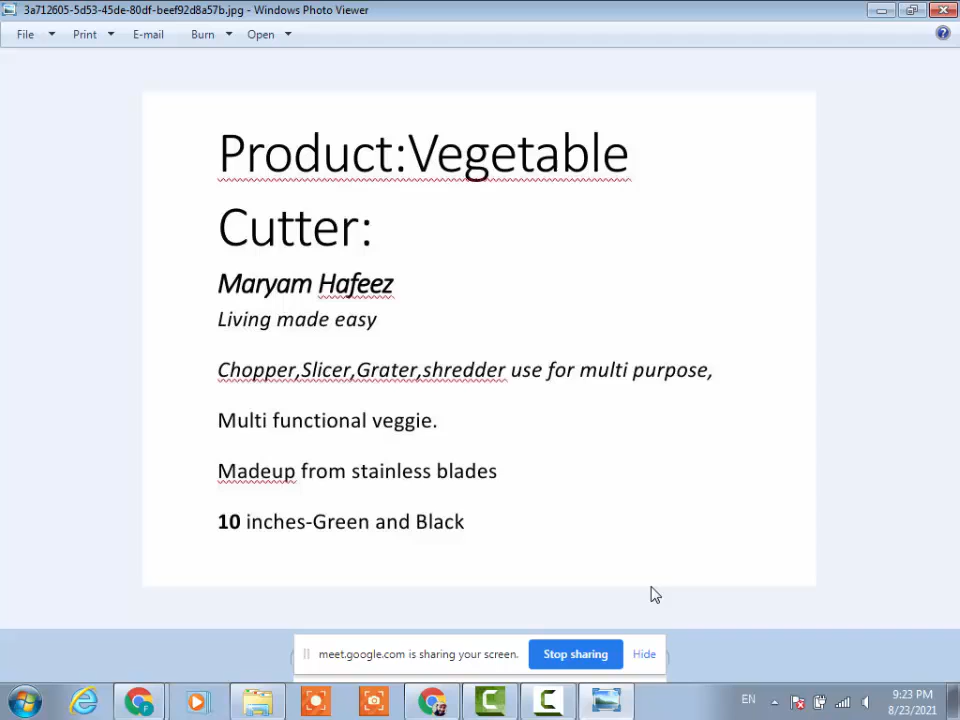 3a712605-5d53-45de-80df-beef92d8a57b.jpg - Windows Photo Viewer
File Print E-mail Burn Open
Product:Vegetable
Cutter:
Maryam Hafeez
Living made easy
Chopper,Slicer,Grater,shredder use for multi purpose,
Multi functional veggie.
Madeup from stainless blades
10 inches-Green and Black
meet.google.com is sharing your screen. Stop sharing Hide
EN
9:23 PM
8/23/2021